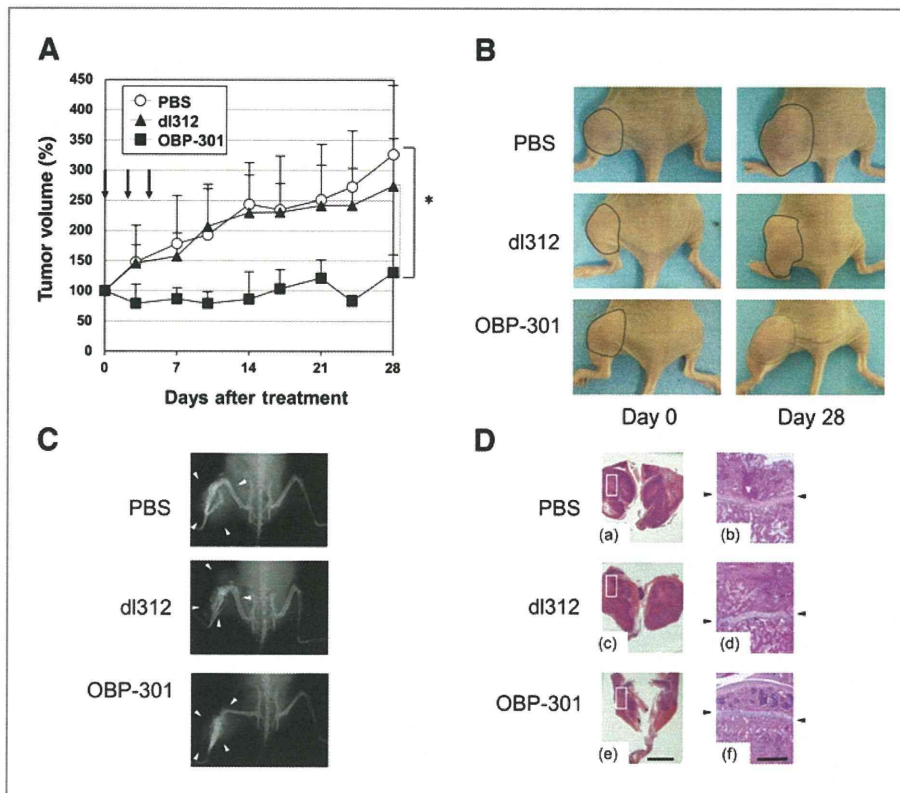 A
Tumor volume (%)
450
400
350
300
250
200
150
100
50
0
PBS
dl312
OBP-301
*
0 7 14 21 28
Days after treatment
B
PBS
dl312
OBP-301
Day 0 Day 28
C
PBS
dl312
OBP-301
D
PBS
(a) (b)
dl312
(c) (d)
OBP-301
(e) (f)